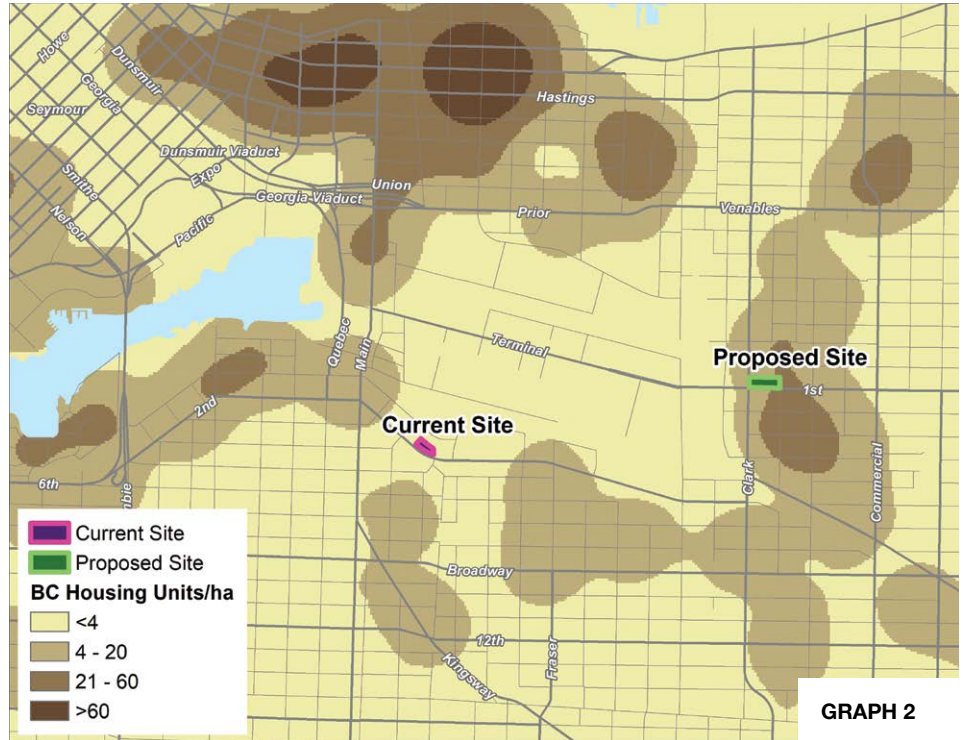 Howe
Dunsmuir
Georgia
Seymour
Hastings
Dunsmuir Viaduct
Smithe
Expo
Union
Georgia Viaduct
Nelson
Pacific
Prior
Venables
Quebec
Main
Terminal
Proposed Site
1st
2nd
Current Site
6th
Clark
Commercial
mbie
Broadway
12th
Kingsway
Fraser
Current Site
Proposed Site
BC Housing Units/ha
<4
4 - 20
21 - 60
>60
GRAPH 2